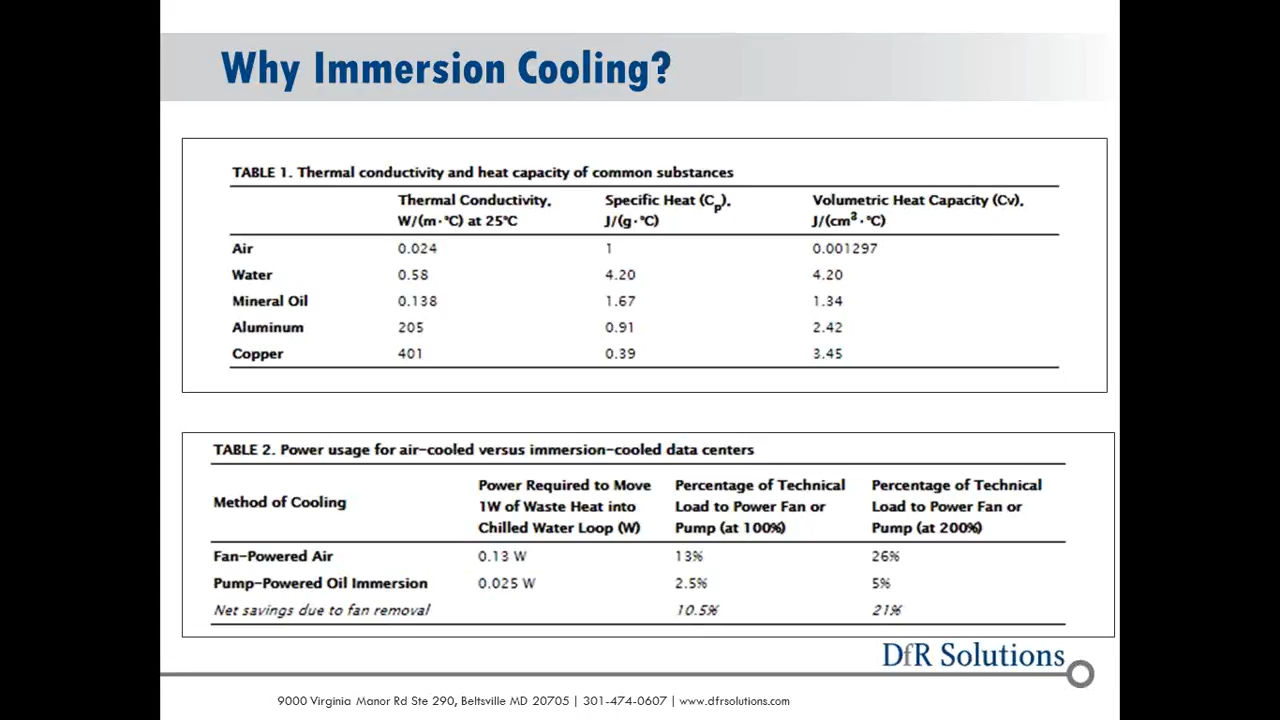 Why Immersion Cooling?
TABLE 1. Thermal conductivity and heat capacity of common substances
Thermal Conductivity, W/(m·°C) at 25°C Specific Heat (Cp), J/(g·°C) Volumetric Heat Capacity (Cv), J/(cm³·°C)
Air 0.024 1 0.001297
Water 0.58 4.20 4.20
Mineral Oil 0.138 1.67 1.34
Aluminum 205 0.91 2.42
Copper 401 0.39 3.45
TABLE 2. Power usage for air-cooled versus immersion-cooled data centers
Method of Cooling Power Required to Move 1W of Waste Heat into Chilled Water Loop (W) Percentage of Technical Load to Power Fan or Pump (at 100%) Percentage of Technical Load to Power Fan or Pump (at 200%)
Fan-Powered Air 0.13 W 13% 26%
Pump-Powered Oil Immersion 0.025 W 2.5% 5%
Net savings due to fan removal 10.5% 21%
DfR Solutions
9000 Virginia Manor Rd Ste 290, Beltsville MD 20705 | 301-474-0607 | www.dfrsolutions.com